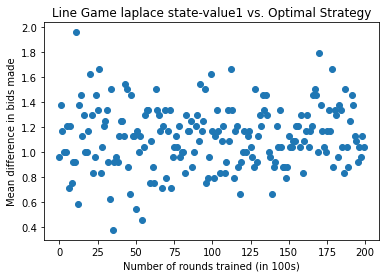 Line Game laplace state-value1 vs. Optimal Strategy
Mean difference in bids made
2.0
1.8
1.6
1.4
1.2
1.0
0.8
0.6
0.4
0 25 50 75 100 125 150 175 200
Number of rounds trained (in 100s)